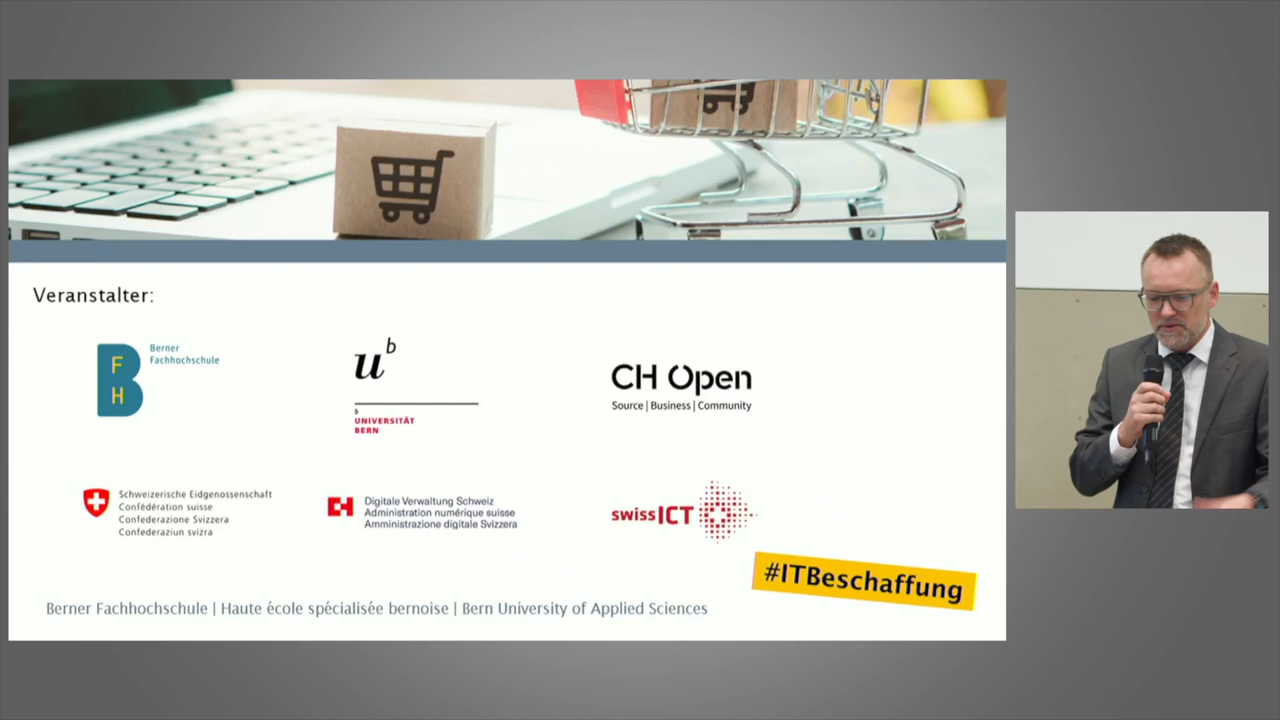 Veranstalter:
F
H
Berner
Fachhochschule
u b
b
UNIVERSITÄT
BERN
CH Open
Source | Business | Community
Schweizerische Eidgenossenschaft
Confédération suisse
Confederazione Svizzera
Confederaziun svizra
Digitale Verwaltung Schweiz
Administration numérique suisse
Amministrazione digitale Svizzera
swissICT
#ITBeschaffung
Berner Fachhochschule | Haute école spécialisée bernoise | Bern University of Applied Sciences